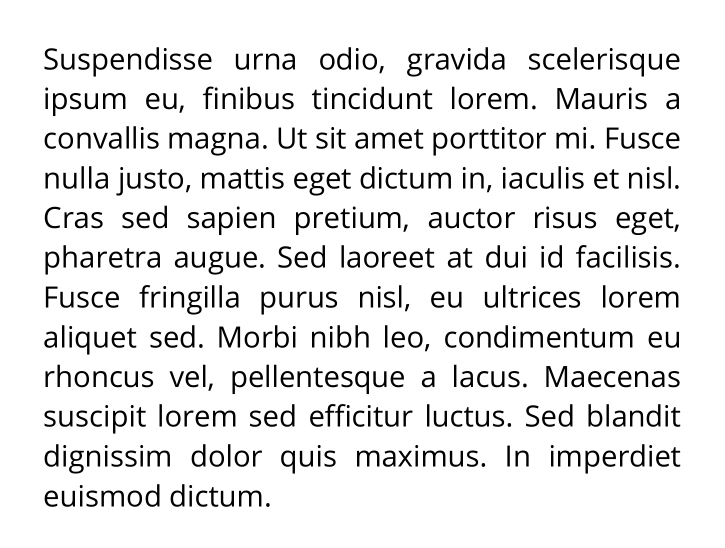 Suspendisse urna odio, gravida scelerisque
ipsum eu, finibus tincidunt lorem. Mauris a
convallis magna. Ut sit amet porttitor mi. Fusce
nulla justo, mattis eget dictum in, iaculis et nisl.
Cras sed sapien pretium, auctor risus eget,
pharetra augue. Sed laoreet at dui id facilisis.
Fusce fringilla purus nisl, eu ultrices lorem
aliquet sed. Morbi nibh leo, condimentum eu
rhoncus vel, pellentesque a lacus. Maecenas
suscipit lorem sed efficitur luctus. Sed blandit
dignissim dolor quis maximus. In imperdiet
euismod dictum.